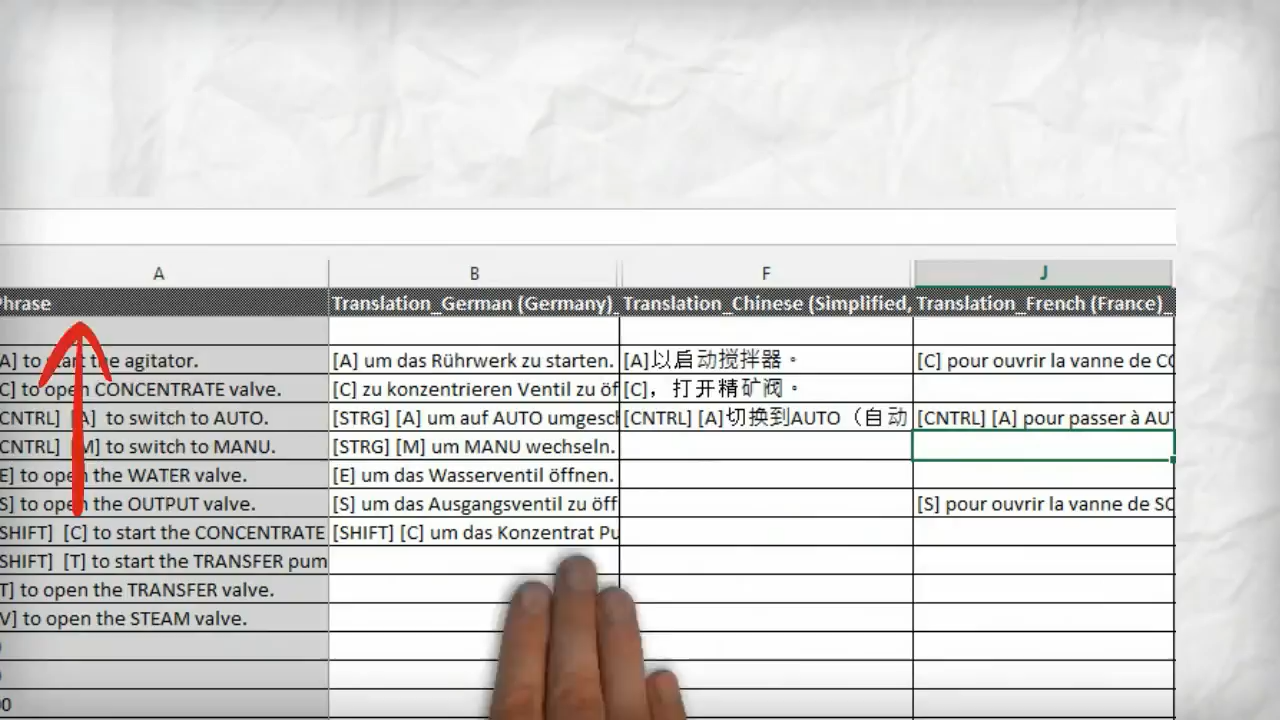 A B F J
Phrase Translation_German (Germany)_ Translation_Chinese (Simplified, Translation_French (France)_
A] to start the agitator. [A] um das Rührwerk zu starten. [A]以启动搅拌器。 [C] pour ouvrir la vanne de CO
C] to open CONCENTRATE valve. [C] zu konzentrieren Ventil zu öf [C]，打开精矿阀。
CNTRL] [A] to switch to AUTO. [STRG] [A] um auf AUTO umgesch [CNTRL] [A]切换到AUTO（自动 [CNTRL] [A] pour passer à AUT
CNTRL] [M] to switch to MANU. [STRG] [M] um MANU wechseln.
E] to open the WATER valve. [E] um das Wasserventil öffnen.
S] to open the OUTPUT valve. [S] um das Ausgangsventil zu öff [S] pour ouvrir la vanne de SO
SHIFT] [C] to start the CONCENTRATE [SHIFT] [C] um das Konzentrat Pu
SHIFT] [T] to start the TRANSFER pum
T] to open the TRANSFER valve.
V] to open the STEAM valve.